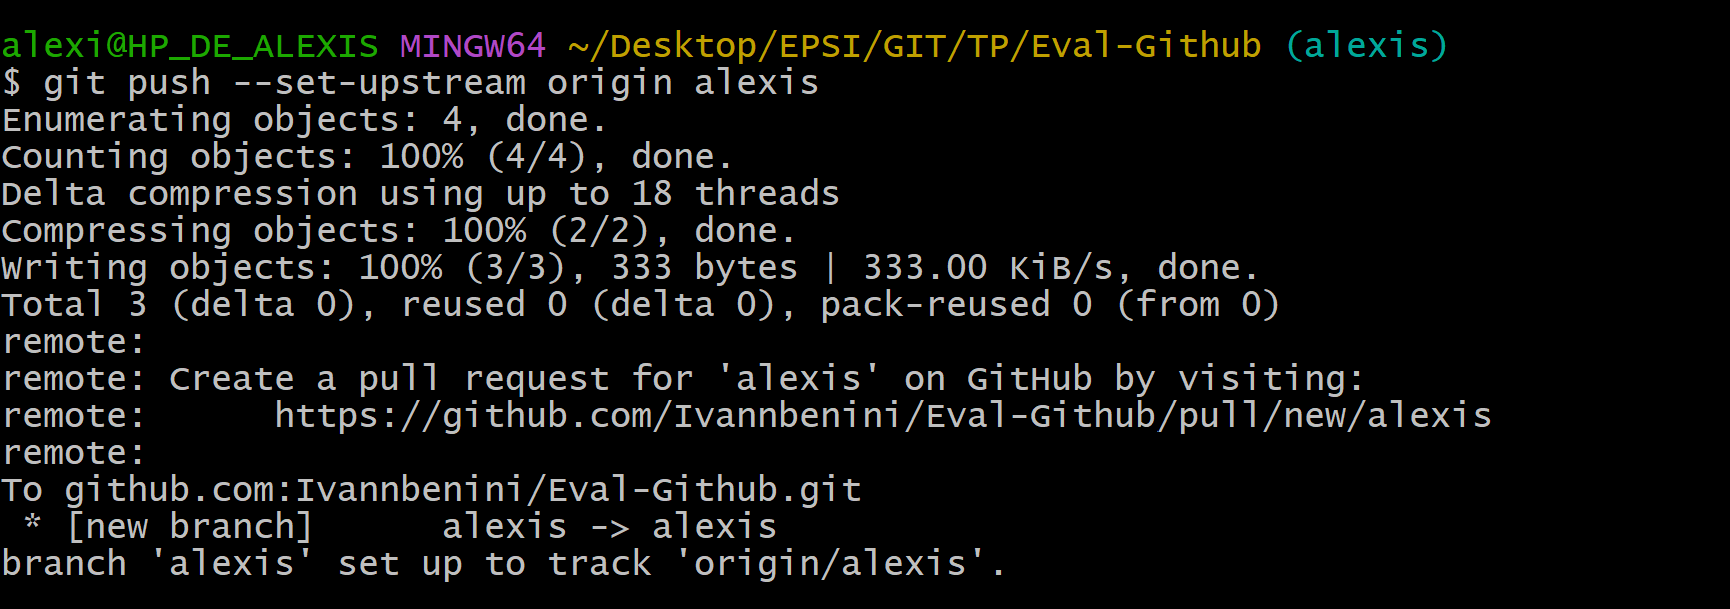 alexi@HP_DE_ALEXIS MINGW64 ~/Desktop/EPSI/GIT/TP/Eval-Github (alexis)
$ git push --set-upstream origin alexis
Enumerating objects: 4, done.
Counting objects: 100% (4/4), done.
Delta compression using up to 18 threads
Compressing objects: 100% (2/2), done.
Writing objects: 100% (3/3), 333 bytes | 333.00 KiB/s, done.
Total 3 (delta 0), reused 0 (delta 0), pack-reused 0 (from 0)
remote:
remote: Create a pull request for 'alexis' on GitHub by visiting:
remote:      https://github.com/Ivannbenini/Eval-Github/pull/new/alexis
remote:
To github.com:Ivannbenini/Eval-Github.git
 * [new branch]      alexis -> alexis
branch 'alexis' set up to track 'origin/alexis'.